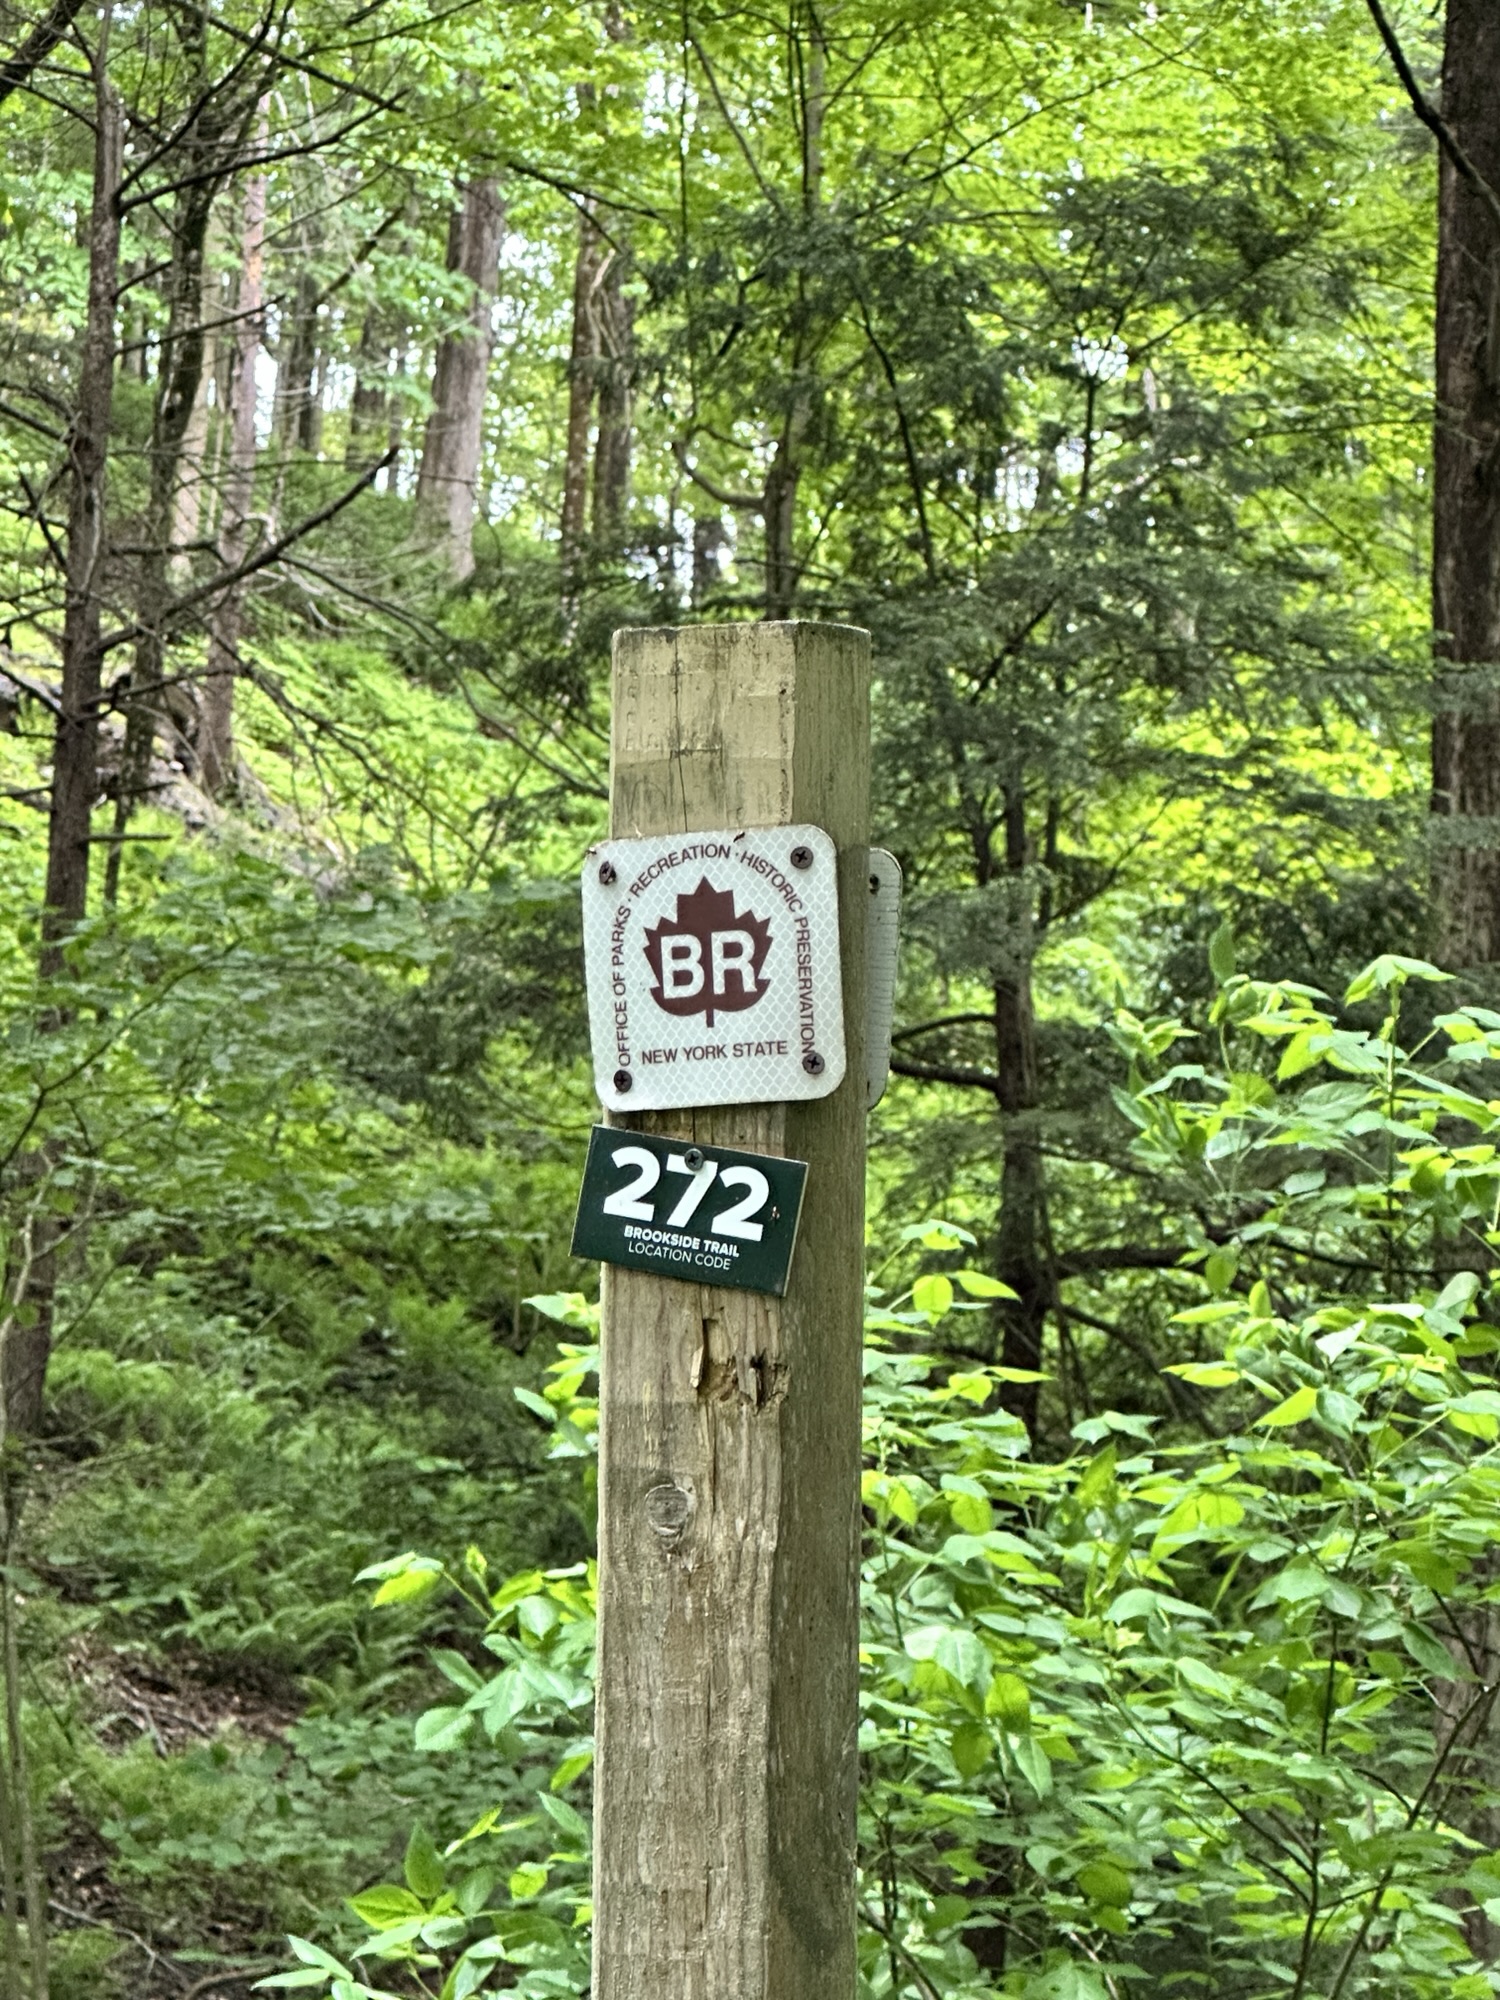 OFFICE OF PARKS · RECREATION · HISTORIC PRESERVATION
BR
NEW YORK STATE
272
BROOKSIDE TRAIL
LOCATION CODE